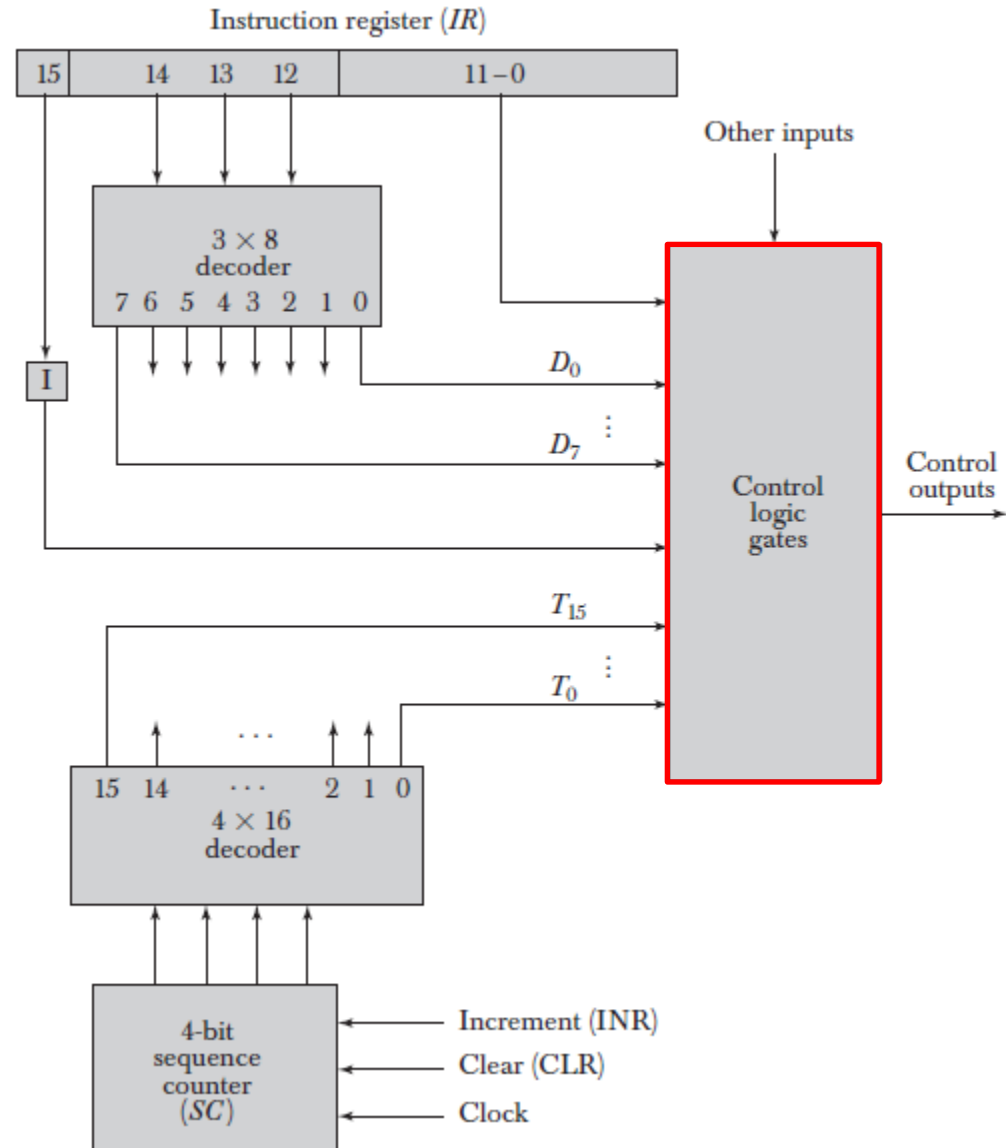 Instruction register (IR)
15 14 13 12 11 – 0
Other inputs
3 × 8
decoder
7 6 5 4 3 2 1 0
I
D0
⋮
D7
Control
logic
gates
Control
outputs
T15
⋮
T0
. . .
15 14 . . . 2 1 0
4 × 16
decoder
4-bit
sequence
counter
(SC)
Increment (INR)
Clear (CLR)
Clock